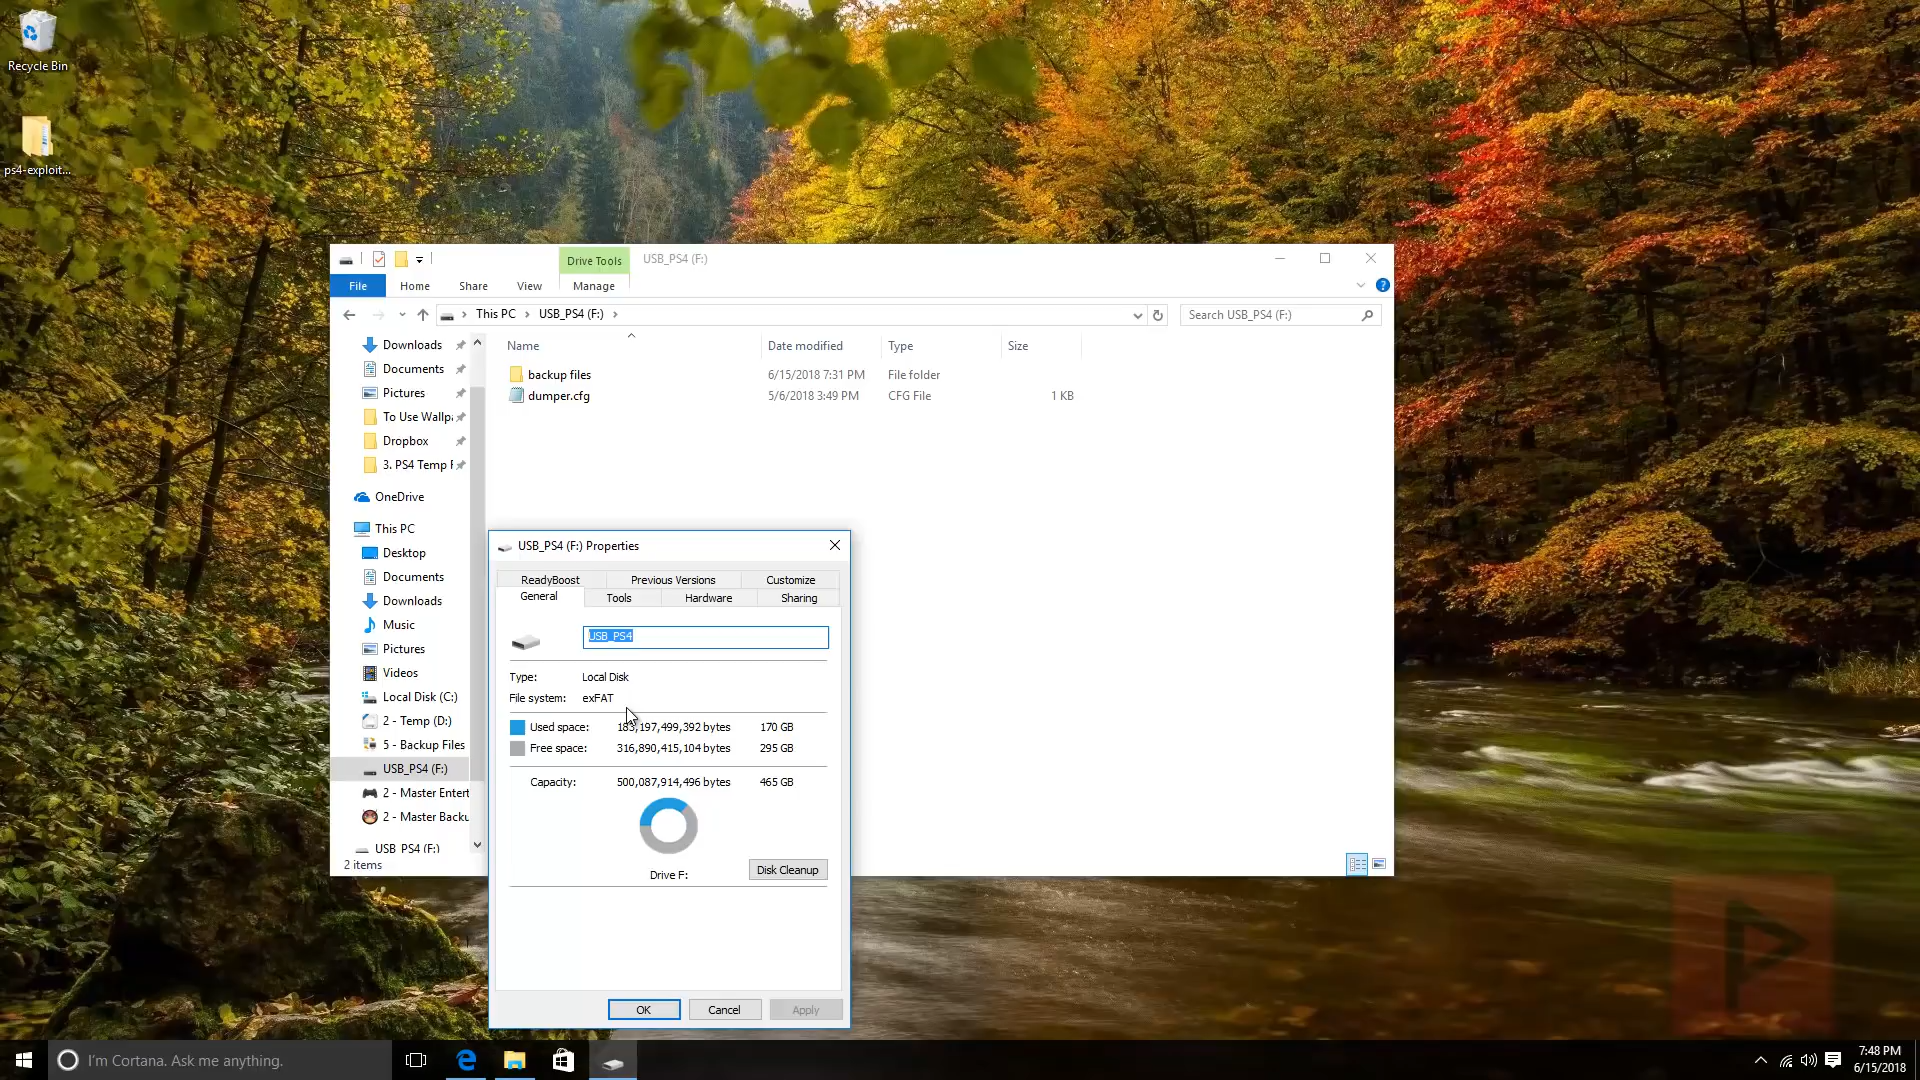 Recycle Bin
ps4-exploit...
Drive Tools
USB_PS4 (F:)
File
Home
Share
View
Manage
This PC
USB_PS4 (F:)
Search USB_PS4 (F:)
Name
Date modified
Type
Size
backup files
6/15/2018 7:31 PM
File folder
dumper.cfg
5/6/2018 3:49 PM
CFG File
1 KB
Downloads
Documents
Pictures
To Use Wallp
Dropbox
3. PS4 Temp F
OneDrive
This PC
Desktop
Documents
Downloads
Music
Pictures
Videos
Local Disk (C:)
2 - Temp (D:)
5 - Backup Files
USB_PS4 (F:)
2 - Master Entert
2 - Master Backu
USB PS4 (F:)
2 items
USB_PS4 (F:) Properties
ReadyBoost
Previous Versions
Customize
General
Tools
Hardware
Sharing
USB_PS4
Type:
Local Disk
File system:
exFAT
Used space:
183,197,499,392 bytes
170 GB
Free space:
316,890,415,104 bytes
295 GB
Capacity:
500,087,914,496 bytes
465 GB
Drive F:
Disk Cleanup
OK
Cancel
Apply
I'm Cortana. Ask me anything.
7:48 PM
6/15/2018